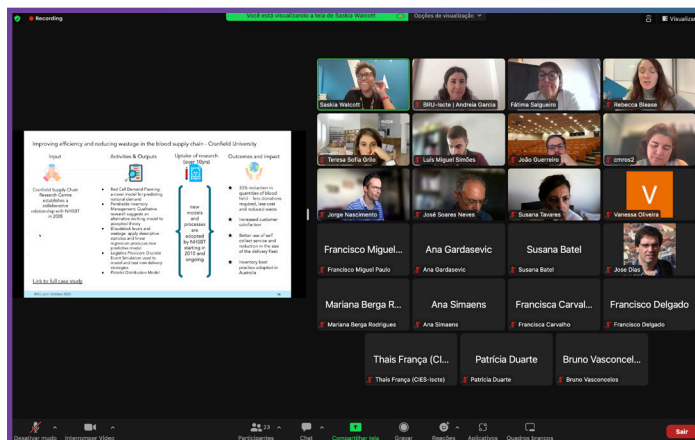 Recording
Você está visualizando a tela de Saskia Walcott
Opções de visualização
Visualizar
Saskia Walcott
BRU-Iscte | Andreia Garcia
Fátima Salgueiro
Rebecca Blease
Teresa Sofia Grilo
Luís Miguel Simões
João Guerreiro
cmros2
Jorge Nascimento
José Soares Neves
Susana Tavares
V
Vanessa Oliveira
Francisco Miguel...
Francisco Miguel Paulo
Ana Gardasevic
Ana Gardasevic
Susana Batel
Susana Batel
Jose Dias
Mariana Berga R...
Mariana Berga Rodrigues
Ana Simaens
Ana Simaens
Francisca Carval...
Francisca Carvalho
Francisco Delgado
Francisco Delgado
Thais França (CI...
Thais França (CIES-Iscte)
Patrícia Duarte
Patrícia Duarte
Bruno Vasconcel...
Bruno Vasconcelos
Improving efficiency and reducing wastage in the blood supply chain - Cranfield University
Input
Cranfield Supply Chain
Research Centre
establishes a
collaborative
relationship with NHSBT
in 2008
Activities & Outputs
Red Cell Demand Planning:
a novel model for predicting
national demand
Perishable Inventory
Management: Qualitative
research suggests an
alternative working model to
accepted theory
Bloodstock levels and
wastage: apply descriptive
statistics and linear
regression produces new
predictive model
Logistics Provision: Discrete
Event Simulation used to
model and test care delivery
strategies
Platelet Distribution Model
Uptake of research
(over 10yrs)
new
models
and
processes
are
adopted
by NHSBT
starting in
2010 and
ongoing
Outcomes and impact
30% reduction in
quantities of blood
held - less donations
required, less cost
and reduced waste
Increased customer
satisfaction
Better use of self
collect service and
reduction in the size
of the delivery fleet
Inventory best
practice adopted in
Australia
Link to full case study
Desativar mudo
Interromper Vídeo
23
Participantes
Chat
Compartilhar tela
Gravar
Reações
Aplicativos
Quadros brancos
Sair